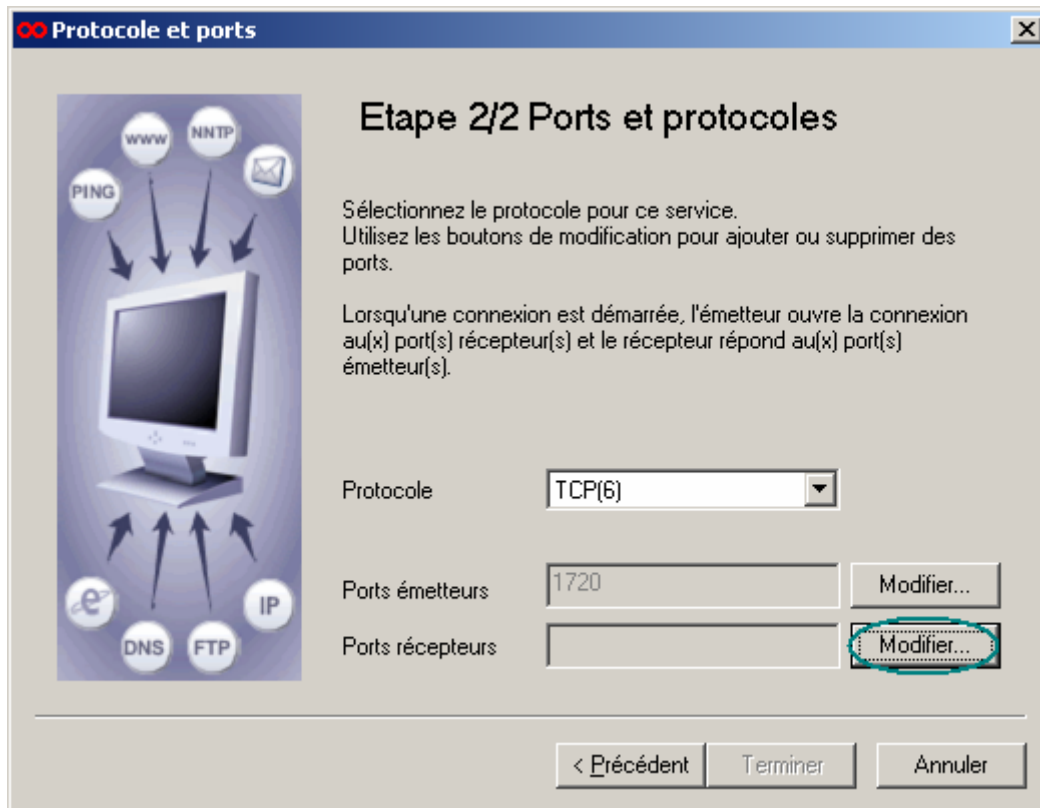 Protocole et ports
Etape 2/2 Ports et protocoles
www
NNTP
PING
Sélectionnez le protocole pour ce service.
Utilisez les boutons de modification pour ajouter ou supprimer des
ports.
Lorsqu'une connexion est démarrée, l'émetteur ouvre la connexion
au(x) port(s) récepteur(s) et le récepteur répond au(x) port(s)
émetteur(s).
Protocole
TCP(6)
Ports émetteurs
1720
Modifier...
Ports récepteurs
Modifier...
e
IP
DNS
FTP
< Précédent
Terminer
Annuler